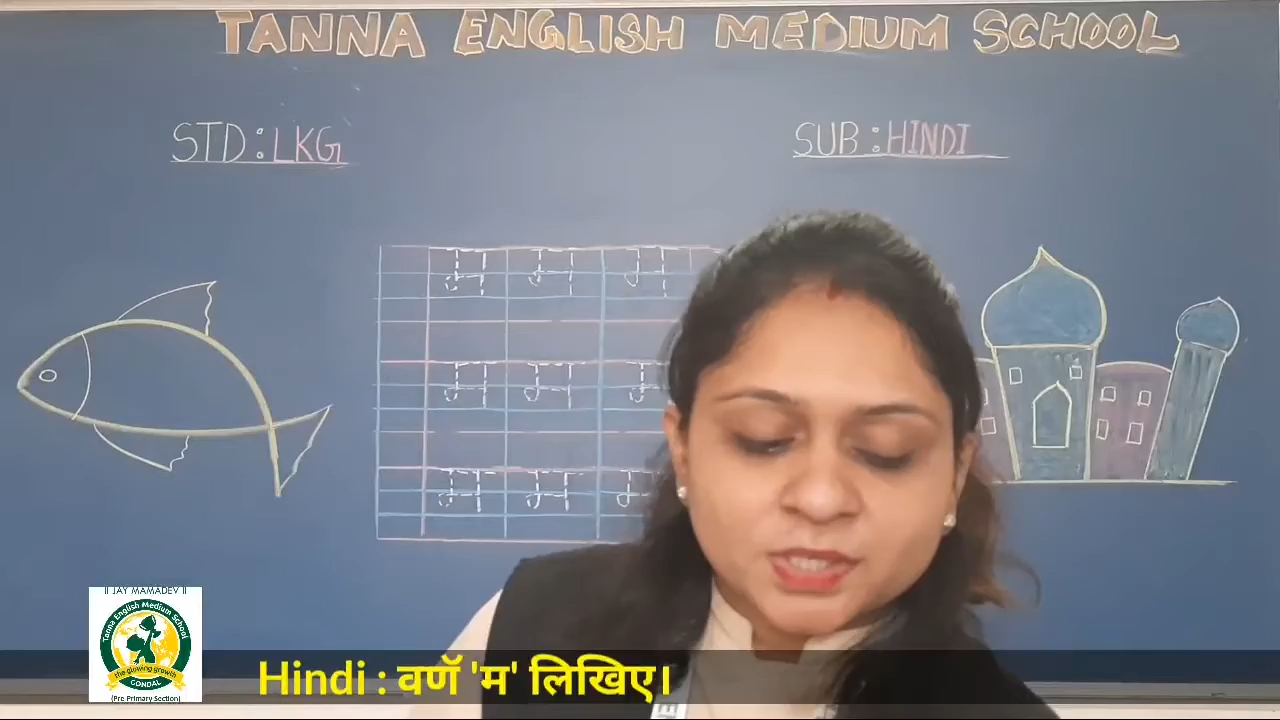 TANNA ENGLISH MEDIUM SCHOOL
STD : LKG
SUB : HINDI
म म म
म म म
म म म
॥ JAY MAMADEV ॥
Tanna English Medium School
the glowing growth
GONDAL
(Pre Primary Section)
Hindi : वर्णॅ 'म' लिखिए।